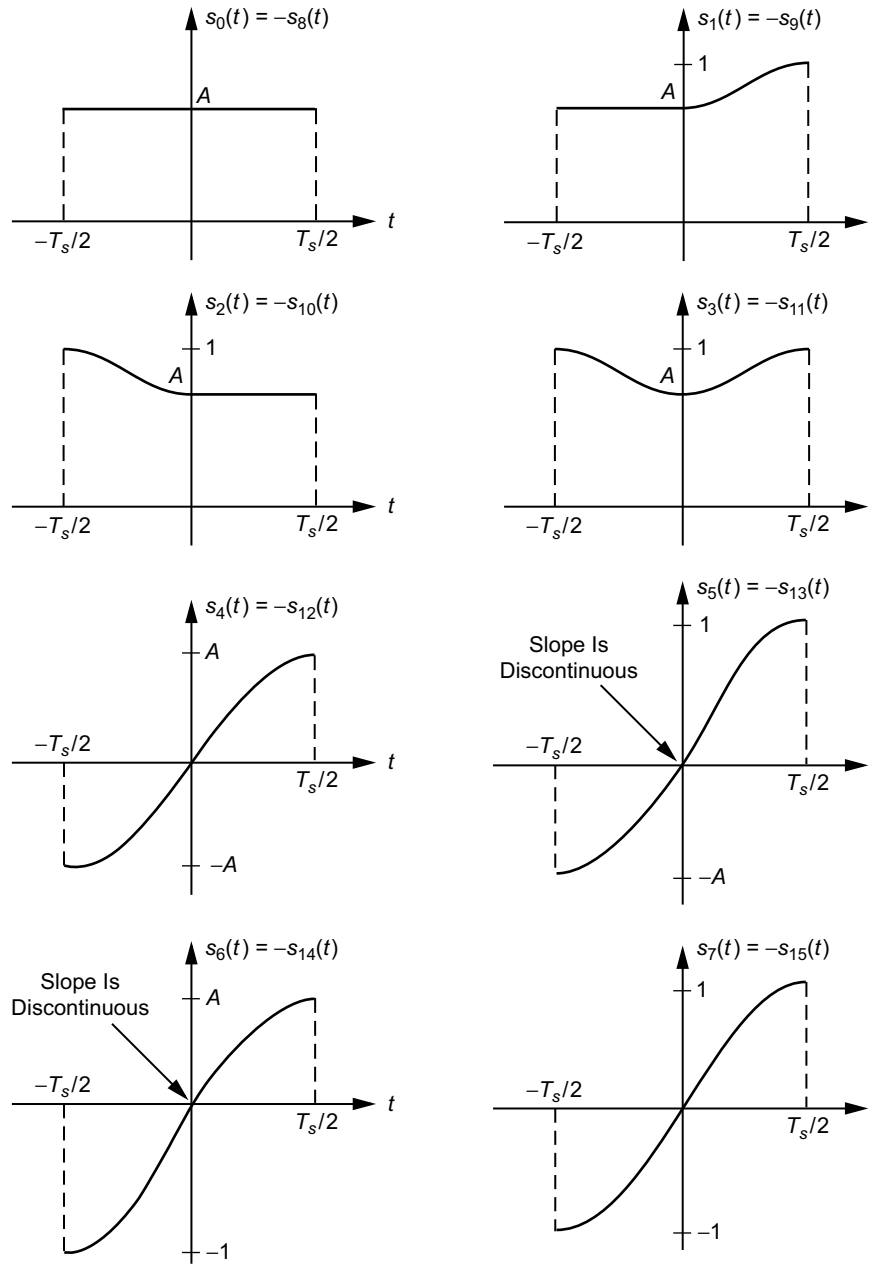 s0(t) = –s8(t)
A
t
–Ts/2
Ts/2
s1(t) = –s9(t)
1
A
–Ts/2
Ts/2
s2(t) = –s10(t)
1
A
t
–Ts/2
Ts/2
s3(t) = –s11(t)
1
A
–Ts/2
Ts/2
s4(t) = –s12(t)
A
–Ts/2
t
Ts/2
–A
s5(t) = –s13(t)
1
Slope Is
Discontinuous
–Ts/2
Ts/2
–A
s6(t) = –s14(t)
Slope Is
Discontinuous
A
–Ts/2
t
Ts/2
–1
s7(t) = –s15(t)
1
–Ts/2
Ts/2
–1